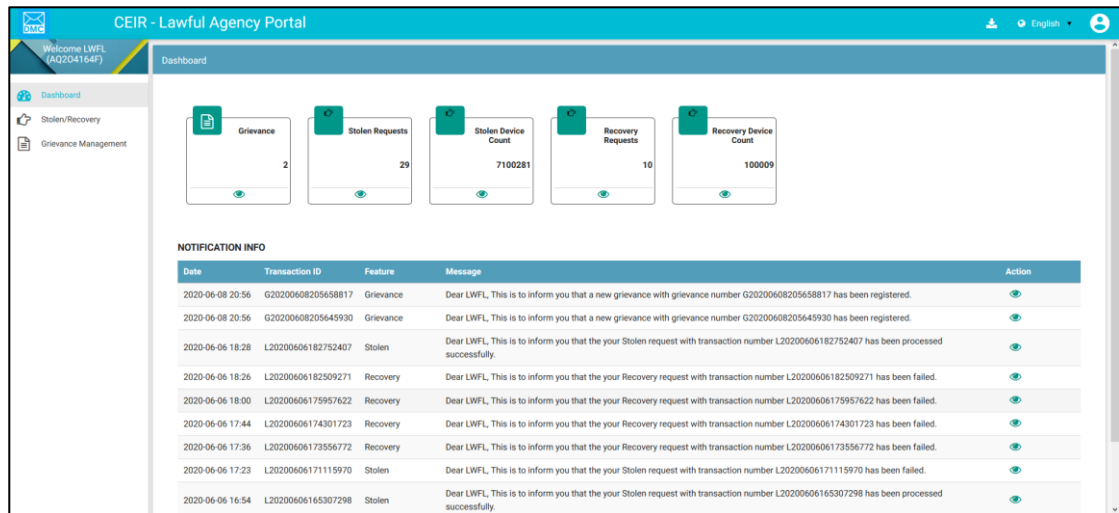 DMC
CEIR - Lawful Agency Portal
English
Welcome LWFL
(AQ204164F)
Dashboard
Dashboard
Stolen/Recovery
Grievance Management
Grievance
2
Stolen Requests
29
Stolen Device
Count
7100281
Recovery
Requests
10
Recovery Device
Count
100009
NOTIFICATION INFO
Date Transaction ID Feature Message Action
2020-06-08 20:56 G20200608205658817 Grievance Dear LWFL, This is to inform you that a new grievance with grievance number G20200608205658817 has been registered.
2020-06-08 20:56 G20200608205645930 Grievance Dear LWFL, This is to inform you that a new grievance with grievance number G20200608205645930 has been registered.
2020-06-06 18:28 L20200606182752407 Stolen Dear LWFL, This is to inform you that the your Stolen request with transaction number L20200606182752407 has been processed
successfully.
2020-06-06 18:26 L20200606182509271 Recovery Dear LWFL, This is to inform you that the your Recovery request with transaction number L20200606182509271 has been failed.
2020-06-06 18:00 L20200606175957622 Recovery Dear LWFL, This is to inform you that the your Recovery request with transaction number L20200606175957622 has been failed.
2020-06-06 17:44 L20200606174301723 Recovery Dear LWFL, This is to inform you that the your Recovery request with transaction number L20200606174301723 has been failed.
2020-06-06 17:36 L20200606173556772 Recovery Dear LWFL, This is to inform you that the your Recovery request with transaction number L20200606173556772 has been failed.
2020-06-06 17:23 L20200606171115970 Stolen Dear LWFL, This is to inform you that the your Stolen request with transaction number L20200606171115970 has been failed.
2020-06-06 16:54 L20200606165307298 Stolen Dear LWFL, This is to inform you that the your Stolen request with transaction number L20200606165307298 has been processed
successfully.